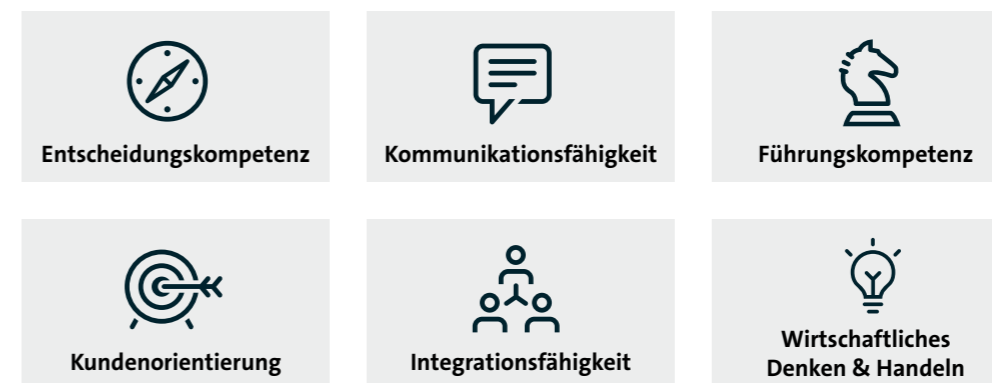 Entscheidungskompetenz
Kommunikationsfähigkeit
Führungskompetenz
Kundenorientierung
Integrationsfähigkeit
Wirtschaftliches
Denken & Handeln